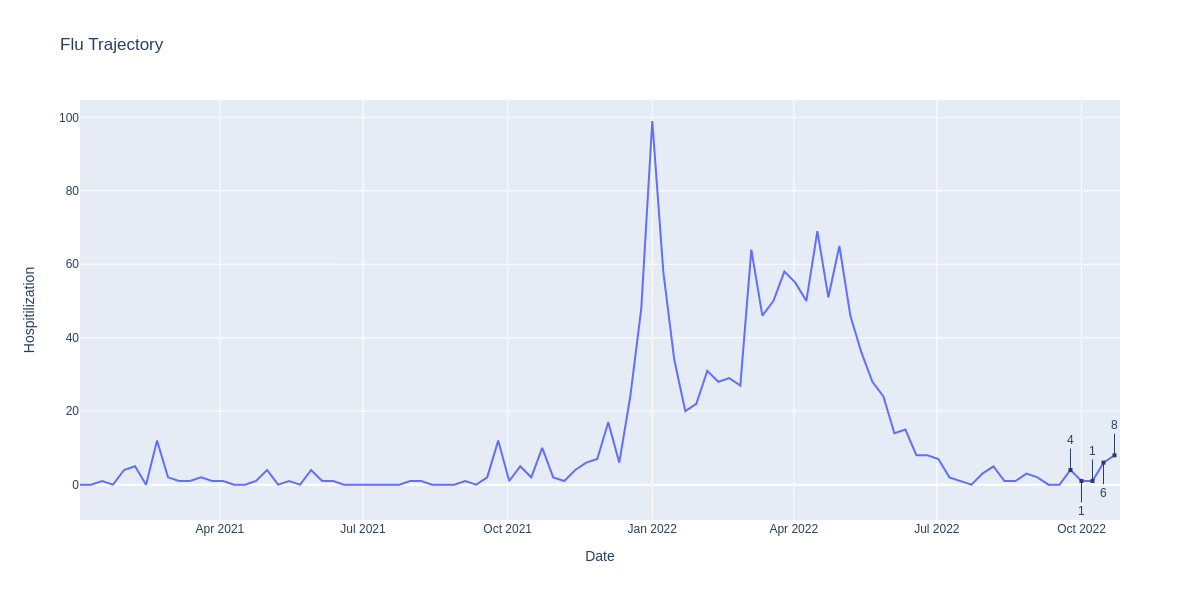 Flu Trajectory
100
80
60
40
20
0
Hospitilization
4
1
1
6
8
Apr 2021
Jul 2021
Oct 2021
Jan 2022
Apr 2022
Jul 2022
Oct 2022
Date